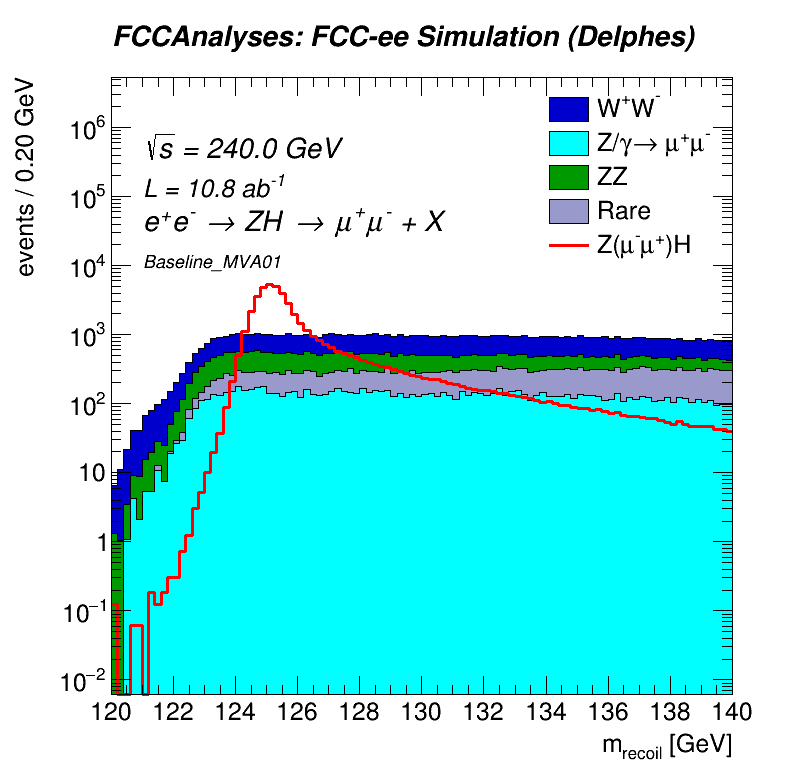 FCCAnalyses: FCC-ee Simulation (Delphes)
events / 0.20 GeV
10⁶
10⁵
10⁴
10³
10²
10
1
10⁻¹
10⁻²
√s = 240.0 GeV
L = 10.8 ab⁻¹
e⁺e⁻ → ZH → μ⁺μ⁻ + X
Baseline_MVA01
W⁺W⁻
Z/γ→ μ⁺μ⁻
ZZ
Rare
Z(μ⁻μ⁺)H
120 122 124 126 128 130 132 134 136 138 140
m_recoil [GeV]